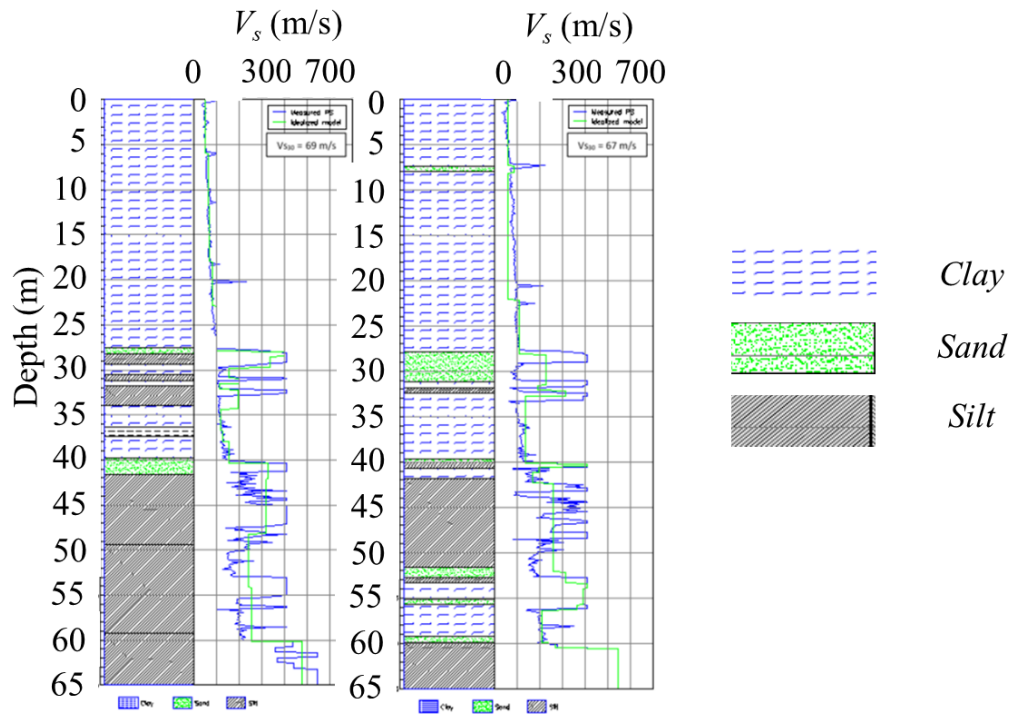 V_s (m/s) V_s (m/s)
0 300 700 0 300 700
Measured PS
Idealized model
Vs₃₀ = 69 m/s
Measured PS
Idealized model
Vs₃₀ = 67 m/s
Depth (m)
0
5
10
15
20
25
30
35
40
45
50
55
60
65
0
5
10
15
20
25
30
35
40
45
50
55
60
65
Clay
Sand
Silt
Clay Sand Silt
Clay Sand Silt